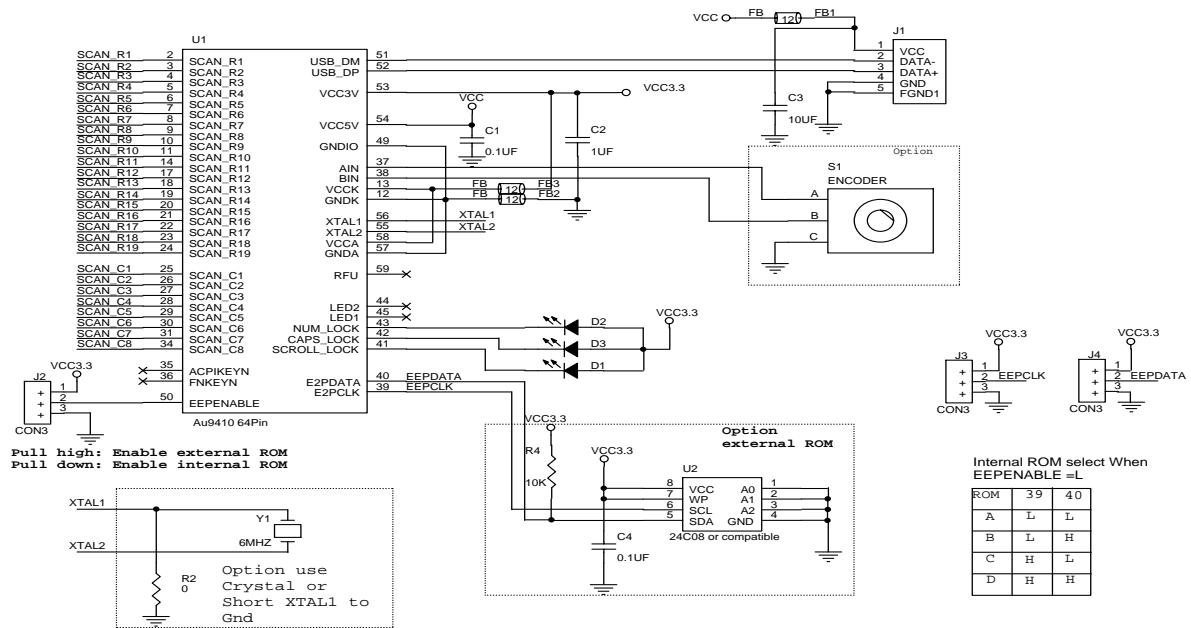 VCC FB 12 FB1
J1
1 VCC
2 DATA-
3 DATA+
4 GND
5 FGND1
C3
10UF
U1
SCAN_R1 2 SCAN_R1
SCAN_R2 3 SCAN_R2
SCAN_R3 4 SCAN_R3
SCAN_R4 5 SCAN_R4
SCAN_R5 6 SCAN_R5
SCAN_R6 7 SCAN_R6
SCAN_R7 8 SCAN_R7
SCAN_R8 9 SCAN_R8
SCAN_R9 10 SCAN_R9
SCAN_R10 11 SCAN_R10
SCAN_R11 14 SCAN_R11
SCAN_R12 17 SCAN_R12
SCAN_R13 18 SCAN_R13
SCAN_R14 19 SCAN_R14
SCAN_R15 20 SCAN_R15
SCAN_R16 21 SCAN_R16
SCAN_R17 22 SCAN_R17
SCAN_R18 23 SCAN_R18
SCAN_R19 24 SCAN_R19
SCAN_C1 25 SCAN_C1
SCAN_C2 26 SCAN_C2
SCAN_C3 27 SCAN_C3
SCAN_C4 28 SCAN_C4
SCAN_C5 29 SCAN_C5
SCAN_C6 30 SCAN_C6
SCAN_C7 31 SCAN_C7
SCAN_C8 34 SCAN_C8
35 ACPIKEYN
36 FNKEYN
50 EEPENABLE
USB_DM 51
USB_DP 52
VCC3V 53 VCC3.3
VCC5V 54 VCC
GNDIO 49
AIN 37
BIN 38
VCCK 13 FB 12 FB3
GNDK 12 FB 12 FB2
XTAL1 56 XTAL1
XTAL2 55 XTAL2
VCCA 58
GNDA 57
RFU 59
LED2 44
LED1 45
NUM_LOCK 43
CAPS_LOCK 42
SCROLL_LOCK 41
E2PDATA 40 EEPDATA
E2PCLK 39 EEPCLK
Au9410 64Pin
C1
0.1UF
C2
1UF
Option
S1
ENCODER
A
B
C
D2
D3
D1
VCC3.3
J2
VCC3.3
1
2
3
+
+
+
CON3
Pull high: Enable external ROM
Pull down: Enable internal ROM
J3
VCC3.3
1
2 EEPCLK
3
+
+
+
CON3
J4
VCC3.3
1
2 EEPDATA
3
+
+
+
CON3
VCC3.3
R4
10K
Option
external ROM
VCC3.3
U2
8 VCC A0 1
7 WP A1 2
6 SCL A2 3
5 SDA GND 4
24C08 or compatible
C4
0.1UF
XTAL1
XTAL2
Y1
6MHZ
R2
0
Option use
Crystal or
Short XTAL1 to
Gnd
Internal ROM select When
EEPENABLE =L
ROM 39 40
A L L
B L H
C H L
D H H